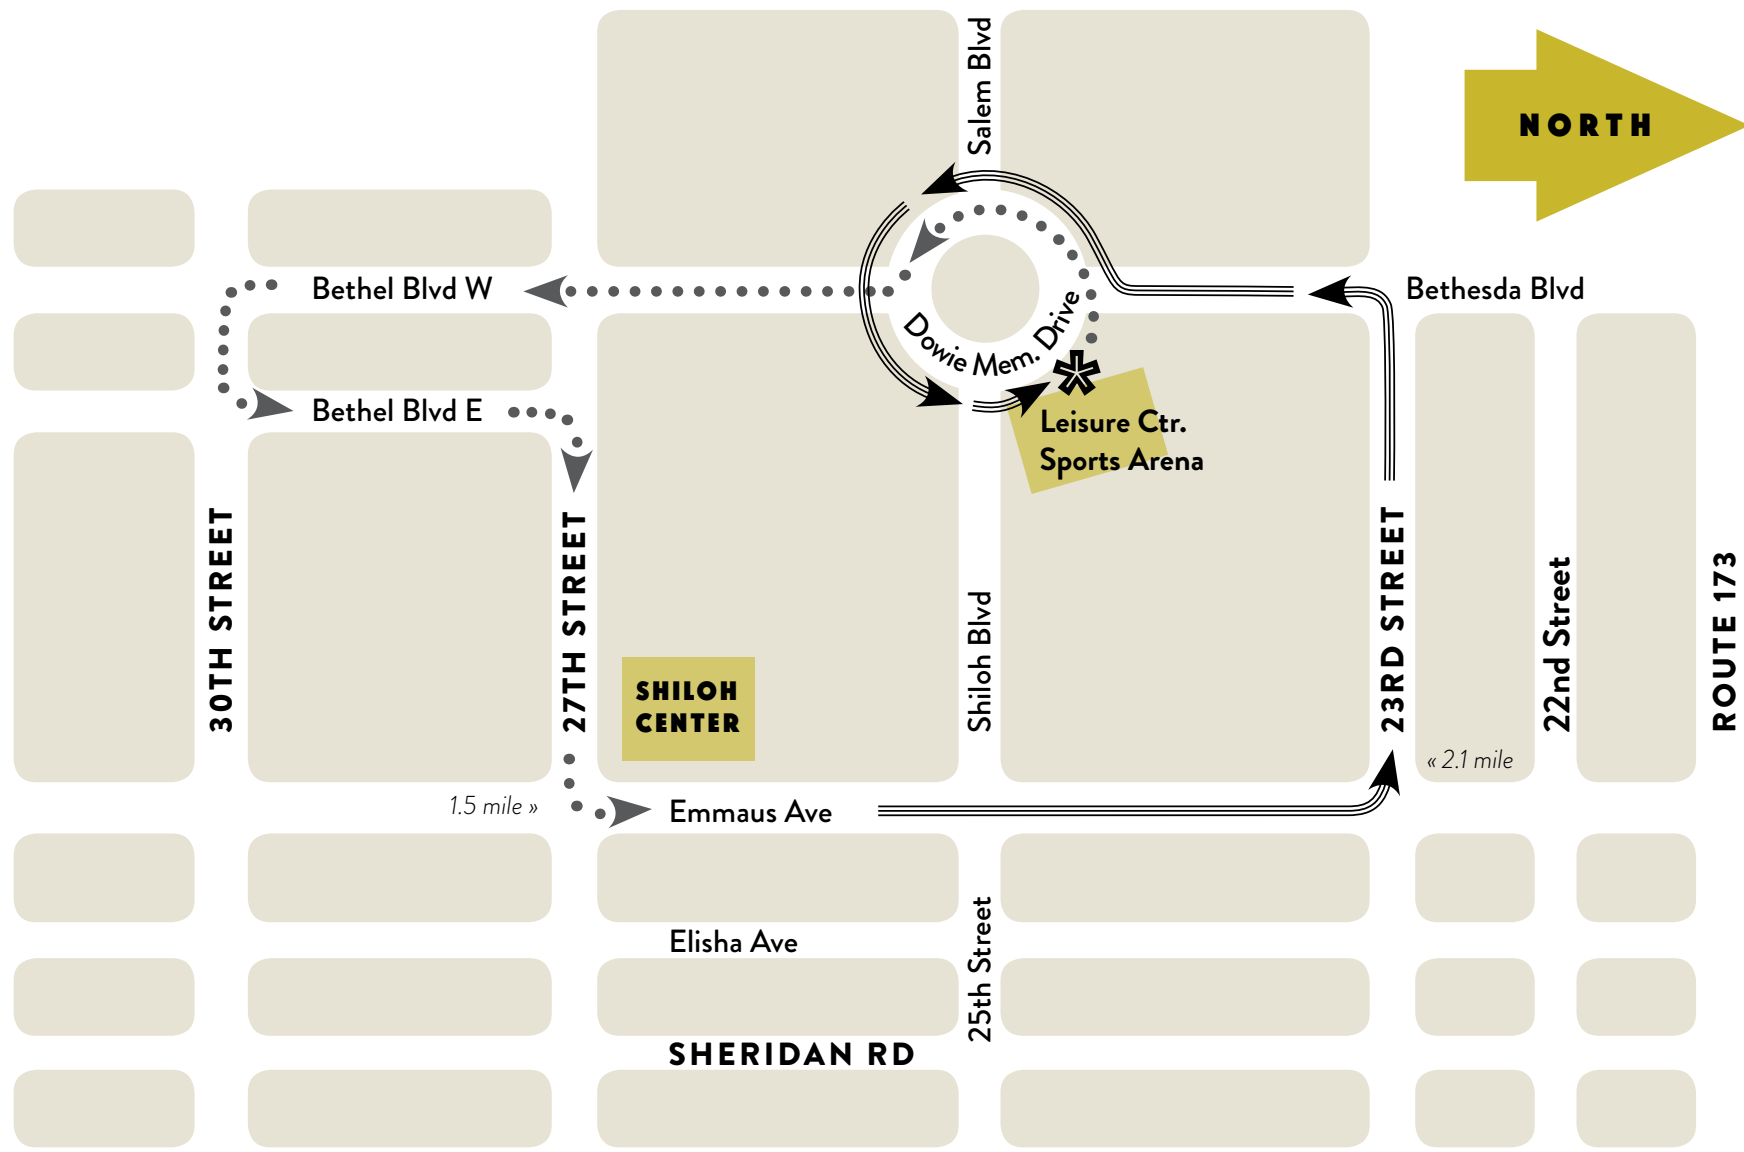 Salem Blvd
NORTH
Bethel Blvd W
Bethesda Blvd
Dowie Mem. Drive
Bethel Blvd E
Leisure Ctr.
Sports Arena
30TH STREET
27TH STREET
SHILOH
CENTER
Shiloh Blvd
23RD STREET
22nd Street
ROUTE 173
« 2.1 mile
1.5 mile »
Emmaus Ave
Elisha Ave
25th Street
SHERIDAN RD